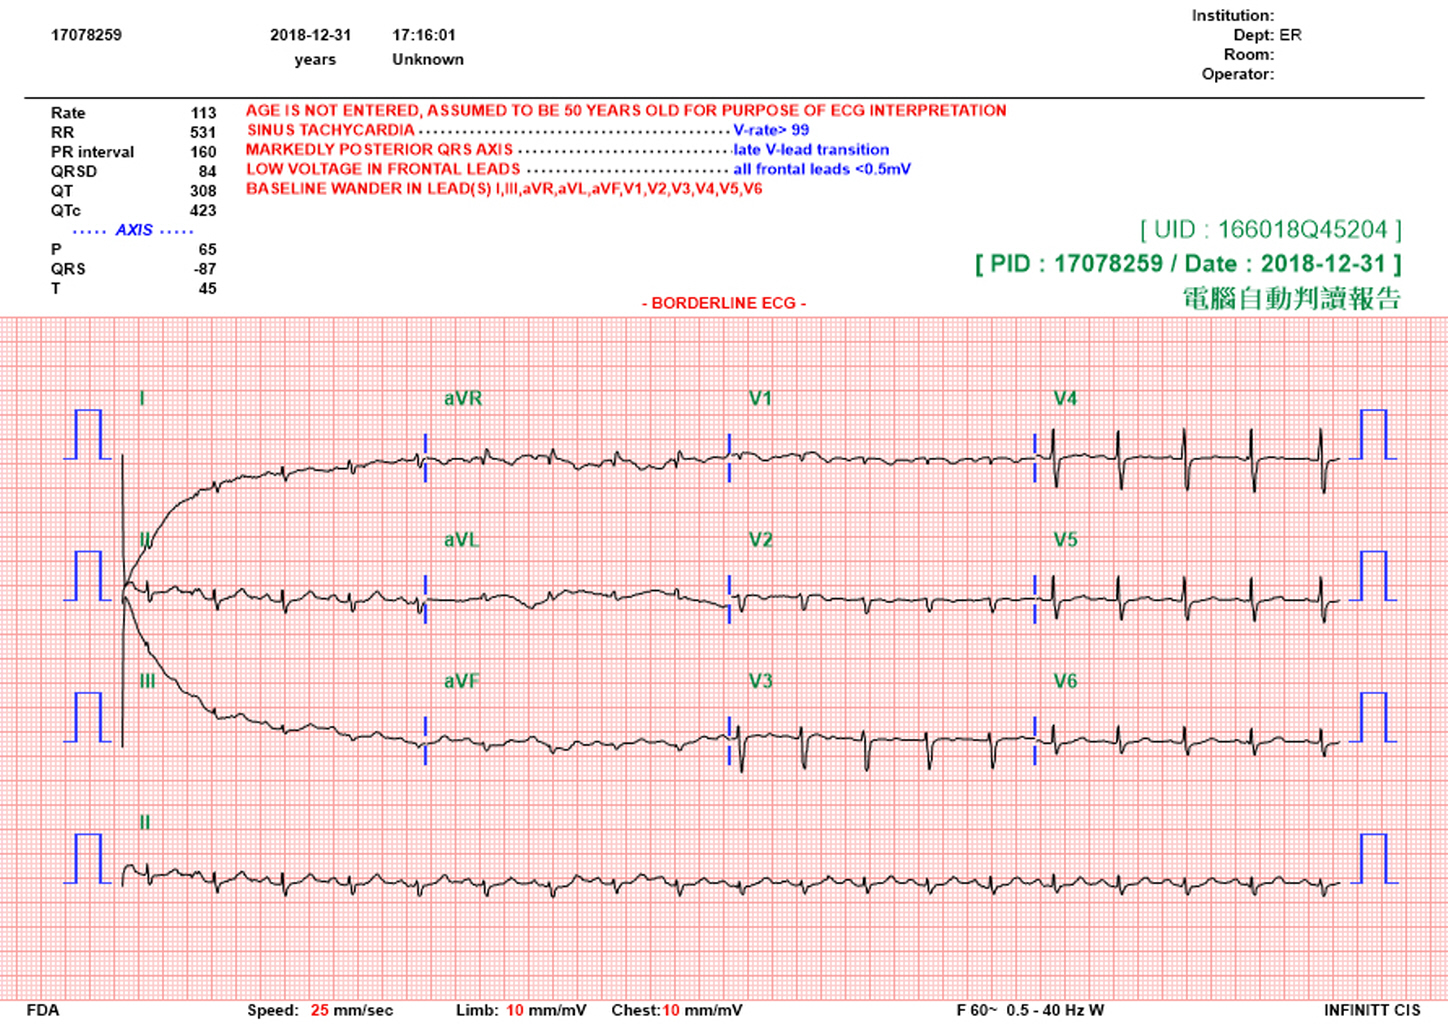 Institution:
17078259 2018-12-31 17:16:01 Dept: ER
years Unknown Room:
Operator:
Rate 113 AGE IS NOT ENTERED, ASSUMED TO BE 50 YEARS OLD FOR PURPOSE OF ECG INTERPRETATION
RR 531 SINUS TACHYCARDIA V-rate> 99
PR interval 160 MARKEDLY POSTERIOR QRS AXIS late V-lead transition
QRSD 84 LOW VOLTAGE IN FRONTAL LEADS all frontal leads <0.5mV
QT 308 BASELINE WANDER IN LEAD(S) I,III,aVR,aVL,aVF,V1,V2,V3,V4,V5,V6
QTc 423
AXIS
[ UID : 166018Q45204 ]
P 65
[ PID : 17078259 / Date : 2018-12-31 ]
QRS -87
T 45
電腦自動判讀報告
- BORDERLINE ECG -
I aVR V1 V4
II aVL V2 V5
III aVF V3 V6
II
FDA Speed: 25 mm/sec Limb: 10 mm/mV Chest:10 mm/mV F 60~ 0.5 - 40 Hz W INFINITT CIS